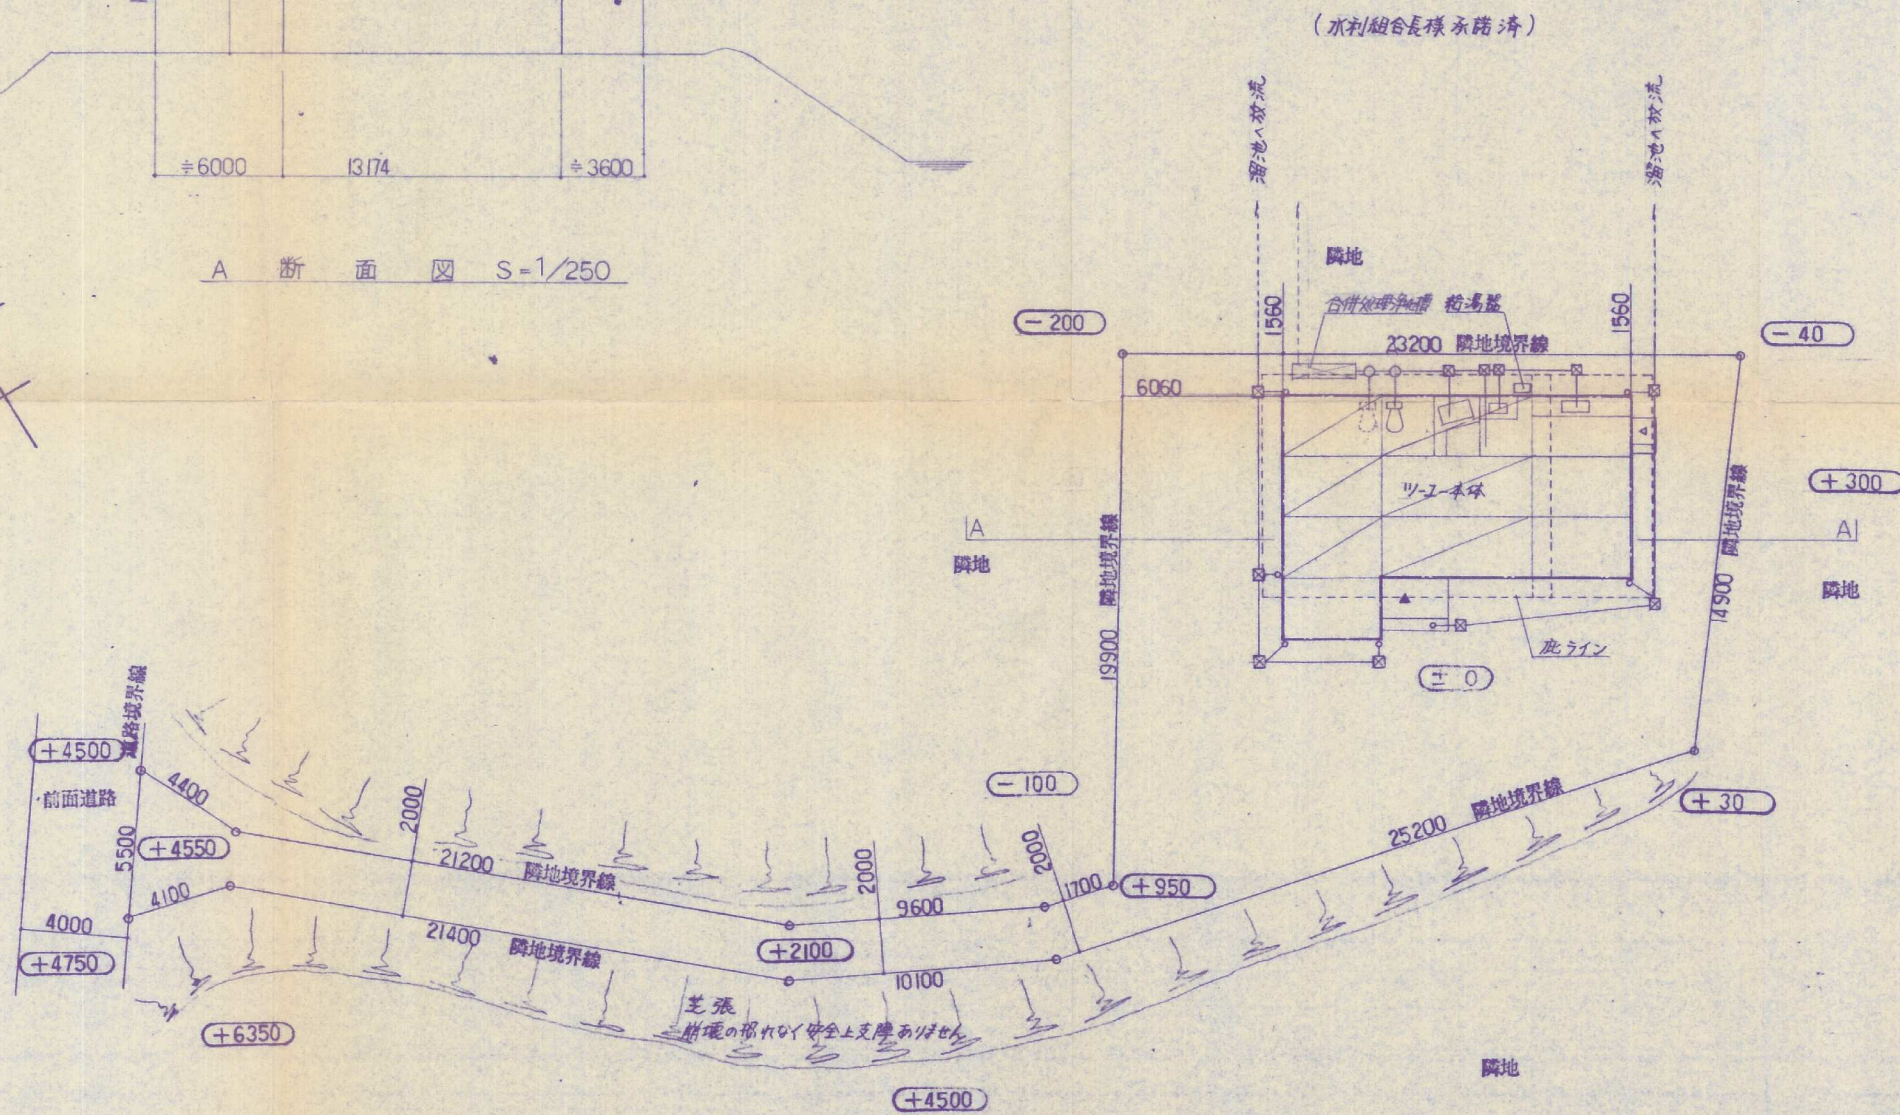 (水利組合長様承諾済)
溜池へ放流
溜池へ放流
÷6000
13174
÷3600
A 断面図 S=1/250
隣地
1560
1560
合併処理浄化槽 給湯器
-200
23200 隣地境界線
-40
6060
ツーユー本体
+300
A
A
隣地
隣地
隣地境界線
19900
隣地境界線
14900
庇ライン
±0
道路境界線
+4500
前面道路
4400
2000
-100
+30
5500
+4550
21200 隣地境界線
2000
2000
25200 隣地境界線
4100
1700
+950
9600
4000
21400 隣地境界線
+2100
+4750
10100
芝張
崩壊の恐れなく安全上支障ありません
+6350
隣地
+4500